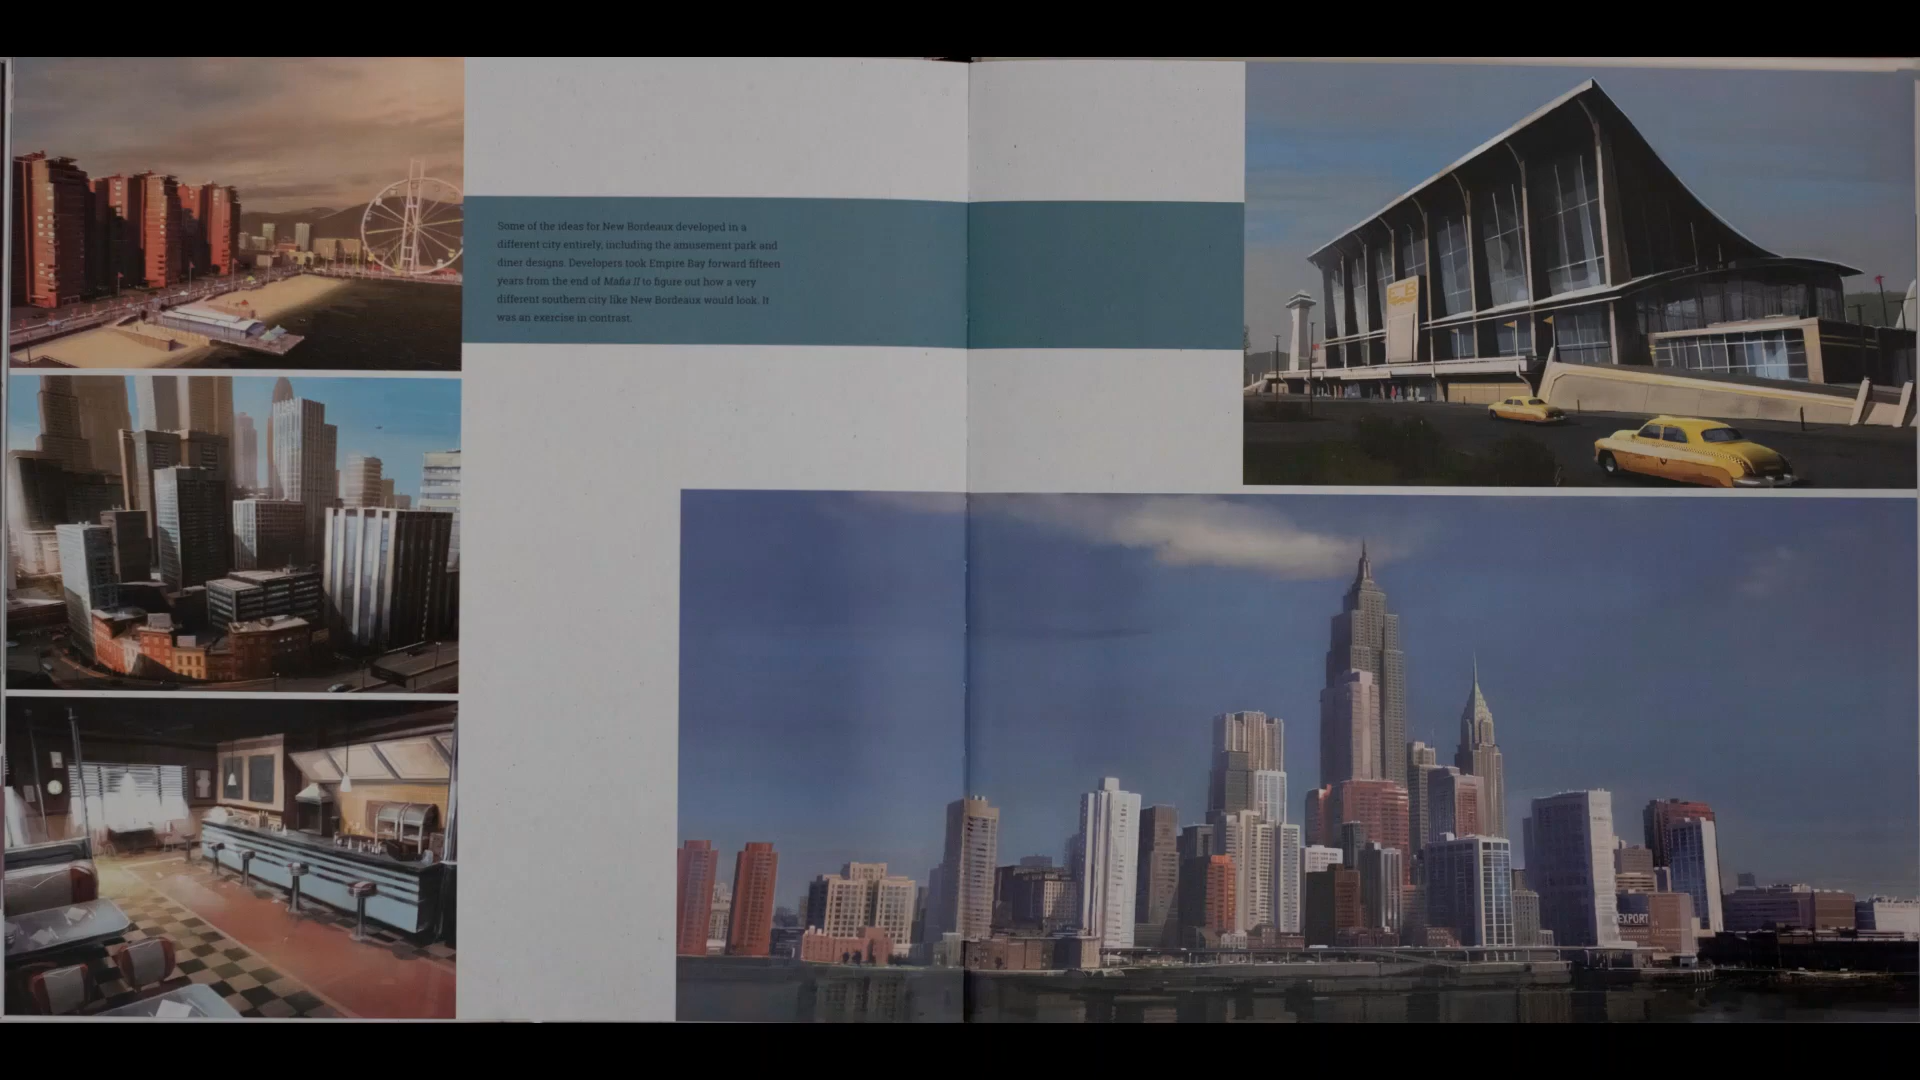 Some of the ideas for New Bordeaux developed in a
different city entirely, including the amusement park and
diner designs. Developers took Empire Bay forward fifteen
years from the end of Mafia II to figure out how a very
different southern city like New Bordeaux would look. It
was an exercise in contrast.
EB
EXPORT